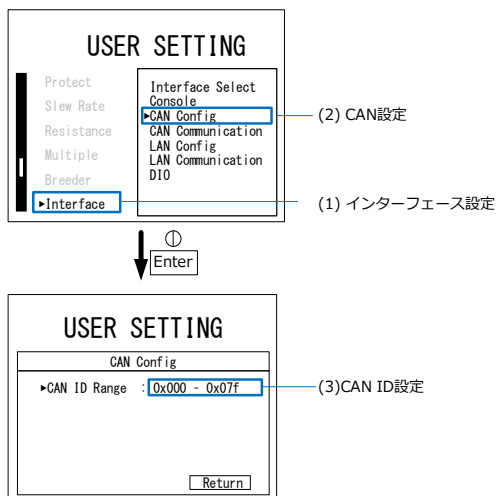 USER SETTING
Protect
Slew Rate
Resistance
Multiple
Breeder
►Interface
Interface Select
Console
►CAN Config
CAN Communication
LAN Config
LAN Communication
DIO
(2) CAN設定
(1) インターフェース設定
Enter
USER SETTING
CAN Config
►CAN ID Range : 0x000 - 0x07f
(3)CAN ID設定
Return